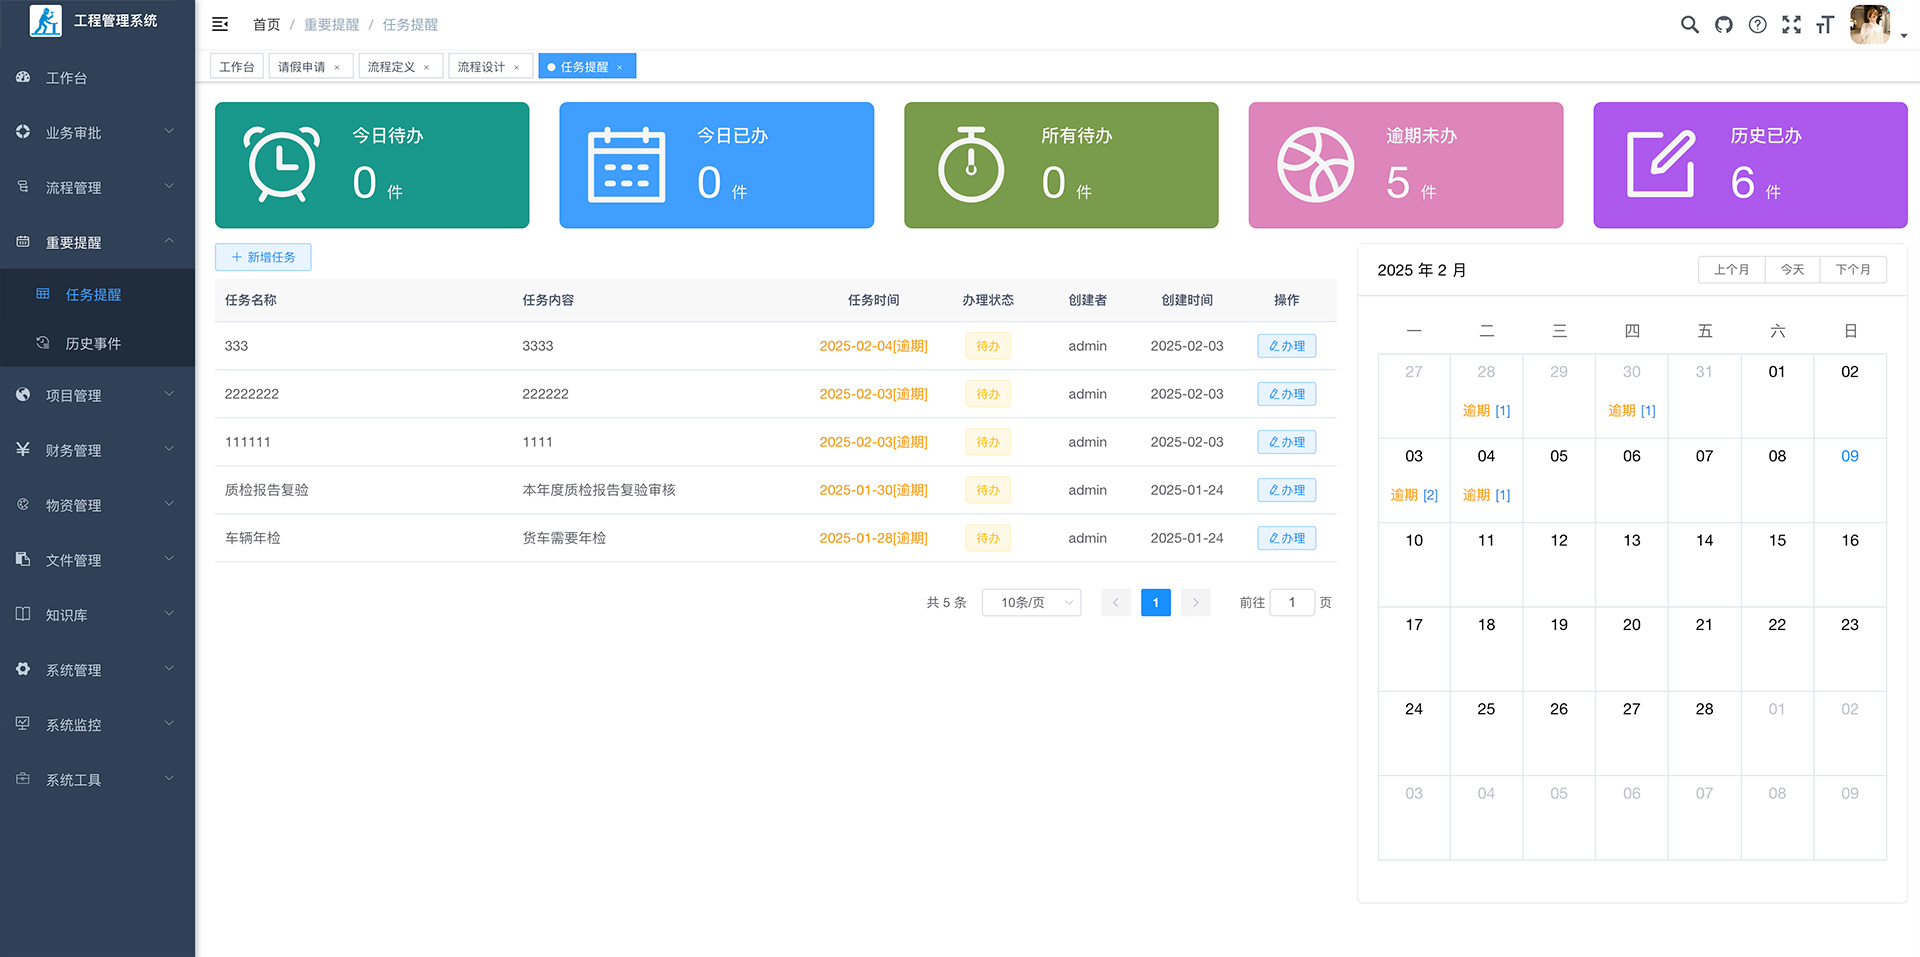 工程管理系统
工作台
业务审批
流程管理
重要提醒
任务提醒
历史事件
项目管理
财务管理
物资管理
文件管理
知识库
系统管理
系统监控
系统工具
首页 / 重要提醒 / 任务提醒
工作台 请假申请 × 流程定义 × 流程设计 × 任务提醒 ×
今日待办
0 件
今日已办
0 件
所有待办
0 件
逾期未办
5 件
历史已办
6 件
+ 新增任务
任务名称 任务内容 任务时间 办理状态 创建者 创建时间 操作
333 3333 2025-02-04[逾期] 待办 admin 2025-02-03 办理
2222222 222222 2025-02-03[逾期] 待办 admin 2025-02-03 办理
111111 1111 2025-02-03[逾期] 待办 admin 2025-02-03 办理
质检报告复验 本年度质检报告复验审核 2025-01-30[逾期] 待办 admin 2025-01-24 办理
车辆年检 货车需要年检 2025-01-28[逾期] 待办 admin 2025-01-24 办理
共 5 条 10条/页 < 1 > 前往 1 页
2025 年 2 月 上个月 今天 下个月
一 二 三 四 五 六 日
27 28 29 30 31 01 02
逾期 [1] 逾期 [1]
03 04 05 06 07 08 09
逾期 [2] 逾期 [1]
10 11 12 13 14 15 16
17 18 19 20 21 22 23
24 25 26 27 28 01 02
03 04 05 06 07 08 09